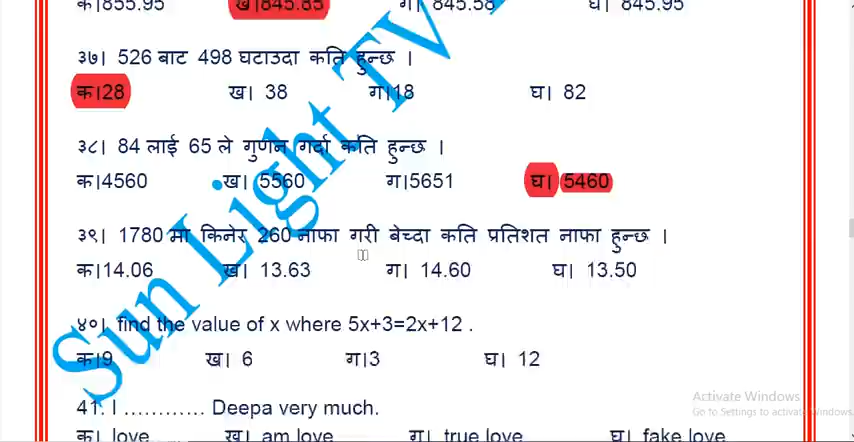 क।855.95 ख।845.85 ग। 845.58 घ। 845.95
३७। 526 बाट 498 घटाउदा कति हुन्छ ।
क।28 ख। 38 ग।18 घ। 82
३८। 84 लाई 65 ले गुणन गर्दा कति हुन्छ ।
क।4560 ख। 5560 ग।5651 घ। 5460
३९। 1780 मा किनेर 260 नाफा गरी बेच्दा कति प्रतिशत नाफा हुन्छ ।
क।14.06 ख। 13.63 ग। 14.60 घ। 13.50
४०। find the value of x where 5x+3=2x+12 .
क।9 ख। 6 ग।3 घ। 12
41. I ............ Deepa very much.
क। love ख। am love ग। true love घ। fake love
Sun Light TV
Activate Windows
Go to Settings to activate Windows.